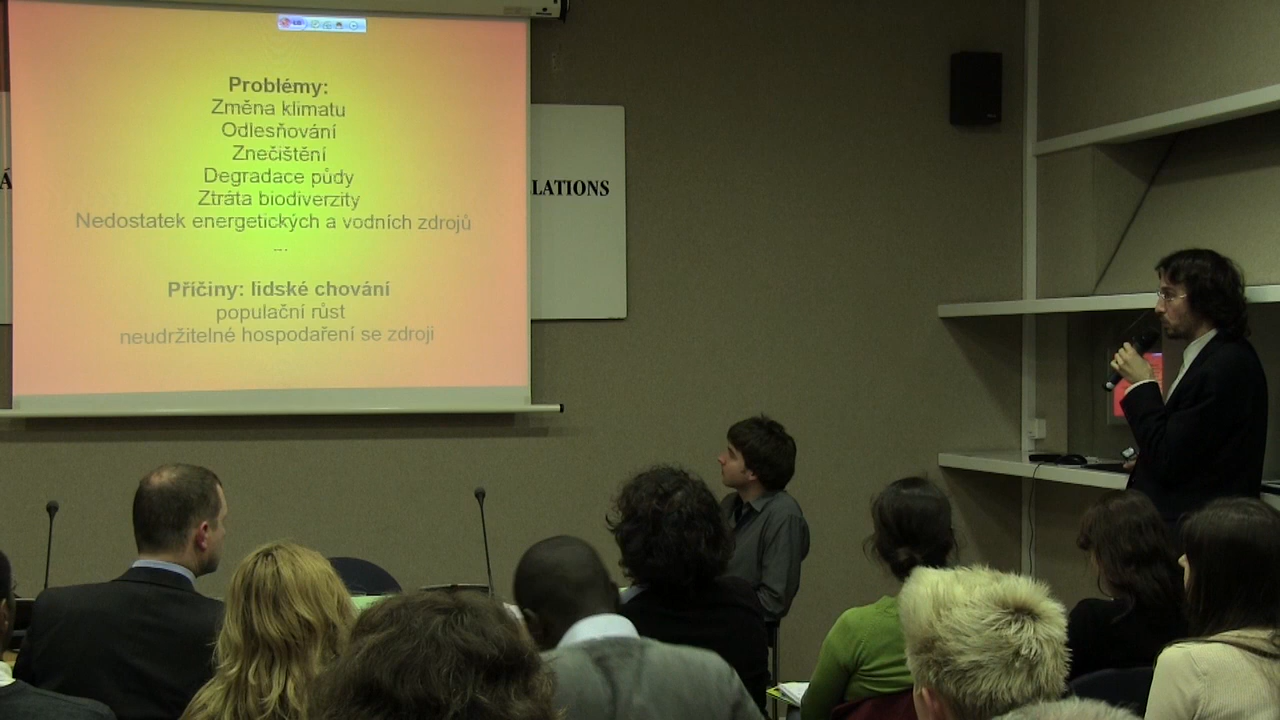 Problémy:
Změna klimatu
Odlesňování
Znečištění
Degradace půdy
Ztráta biodiverzity
Nedostatek energetických a vodních zdrojů
...
Příčiny: lidské chování
populační růst
neudržitelné hospodaření se zdroji
Á
LATIONS